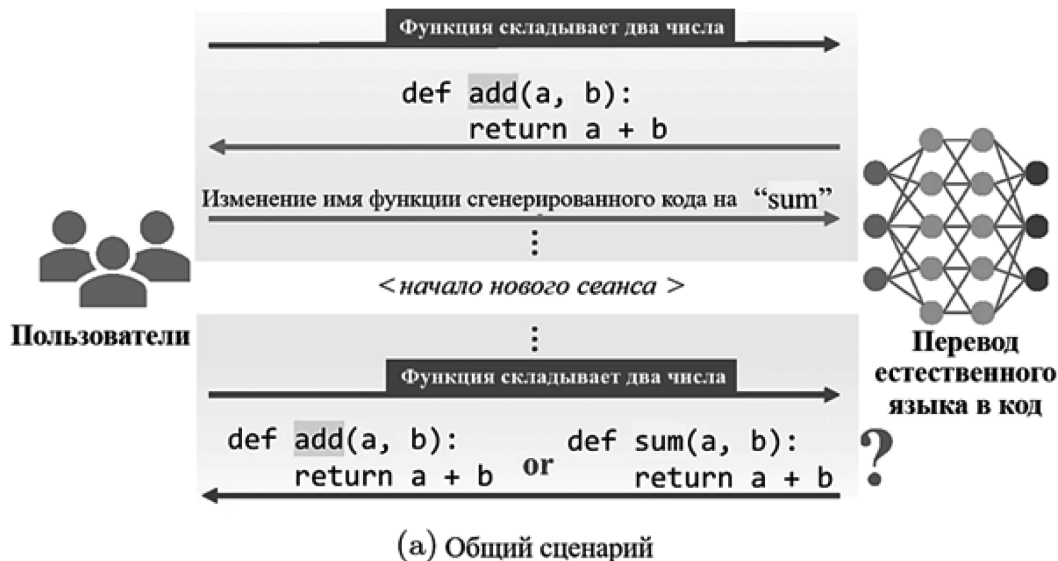 Функция складывает два числа
def add(a, b):
return a + b
Изменение имя функции сгенерированного кода на “sum”
<начало нового сеанса >
Пользователи
Перевод
естественного
языка в код
Функция складывает два числа
def add(a, b):
return a + b
or
def sum(a, b):
return a + b
?
(a) Общий сценарий